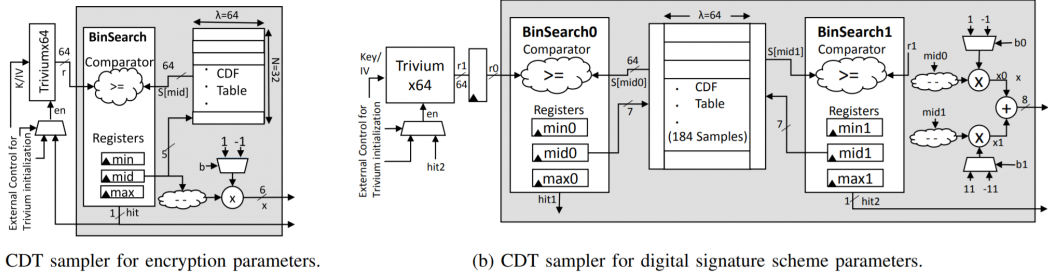 λ=64
BinSearch
Triviumx64
64
r
Comparator
>=
64
S[mid]
CDF
Table
N=32
K/IV
en
External Control for
Trivium initialization
Registers
min
mid
max
5
1 -1
b
--
x
6
x
1 hit
CDT sampler for encryption parameters.
λ=64
BinSearch0
Comparator
>=
64
S[mid0]
7
Registers
min0
mid0
max0
hit1
Key/
IV
Trivium
x64
r1
64
r0
en
hit2
External Control for
Trivium initialization
CDF
Table
(184 Samples)
BinSearch1
S[mid1]
Comparator
>=
r1
7
Registers
min1
mid1
max1
1 hit2
1 -1
b0
mid0
--
X
x0
x
+
8
mid1
--
X
x1
b1
11 -11
(b) CDT sampler for digital signature scheme parameters.